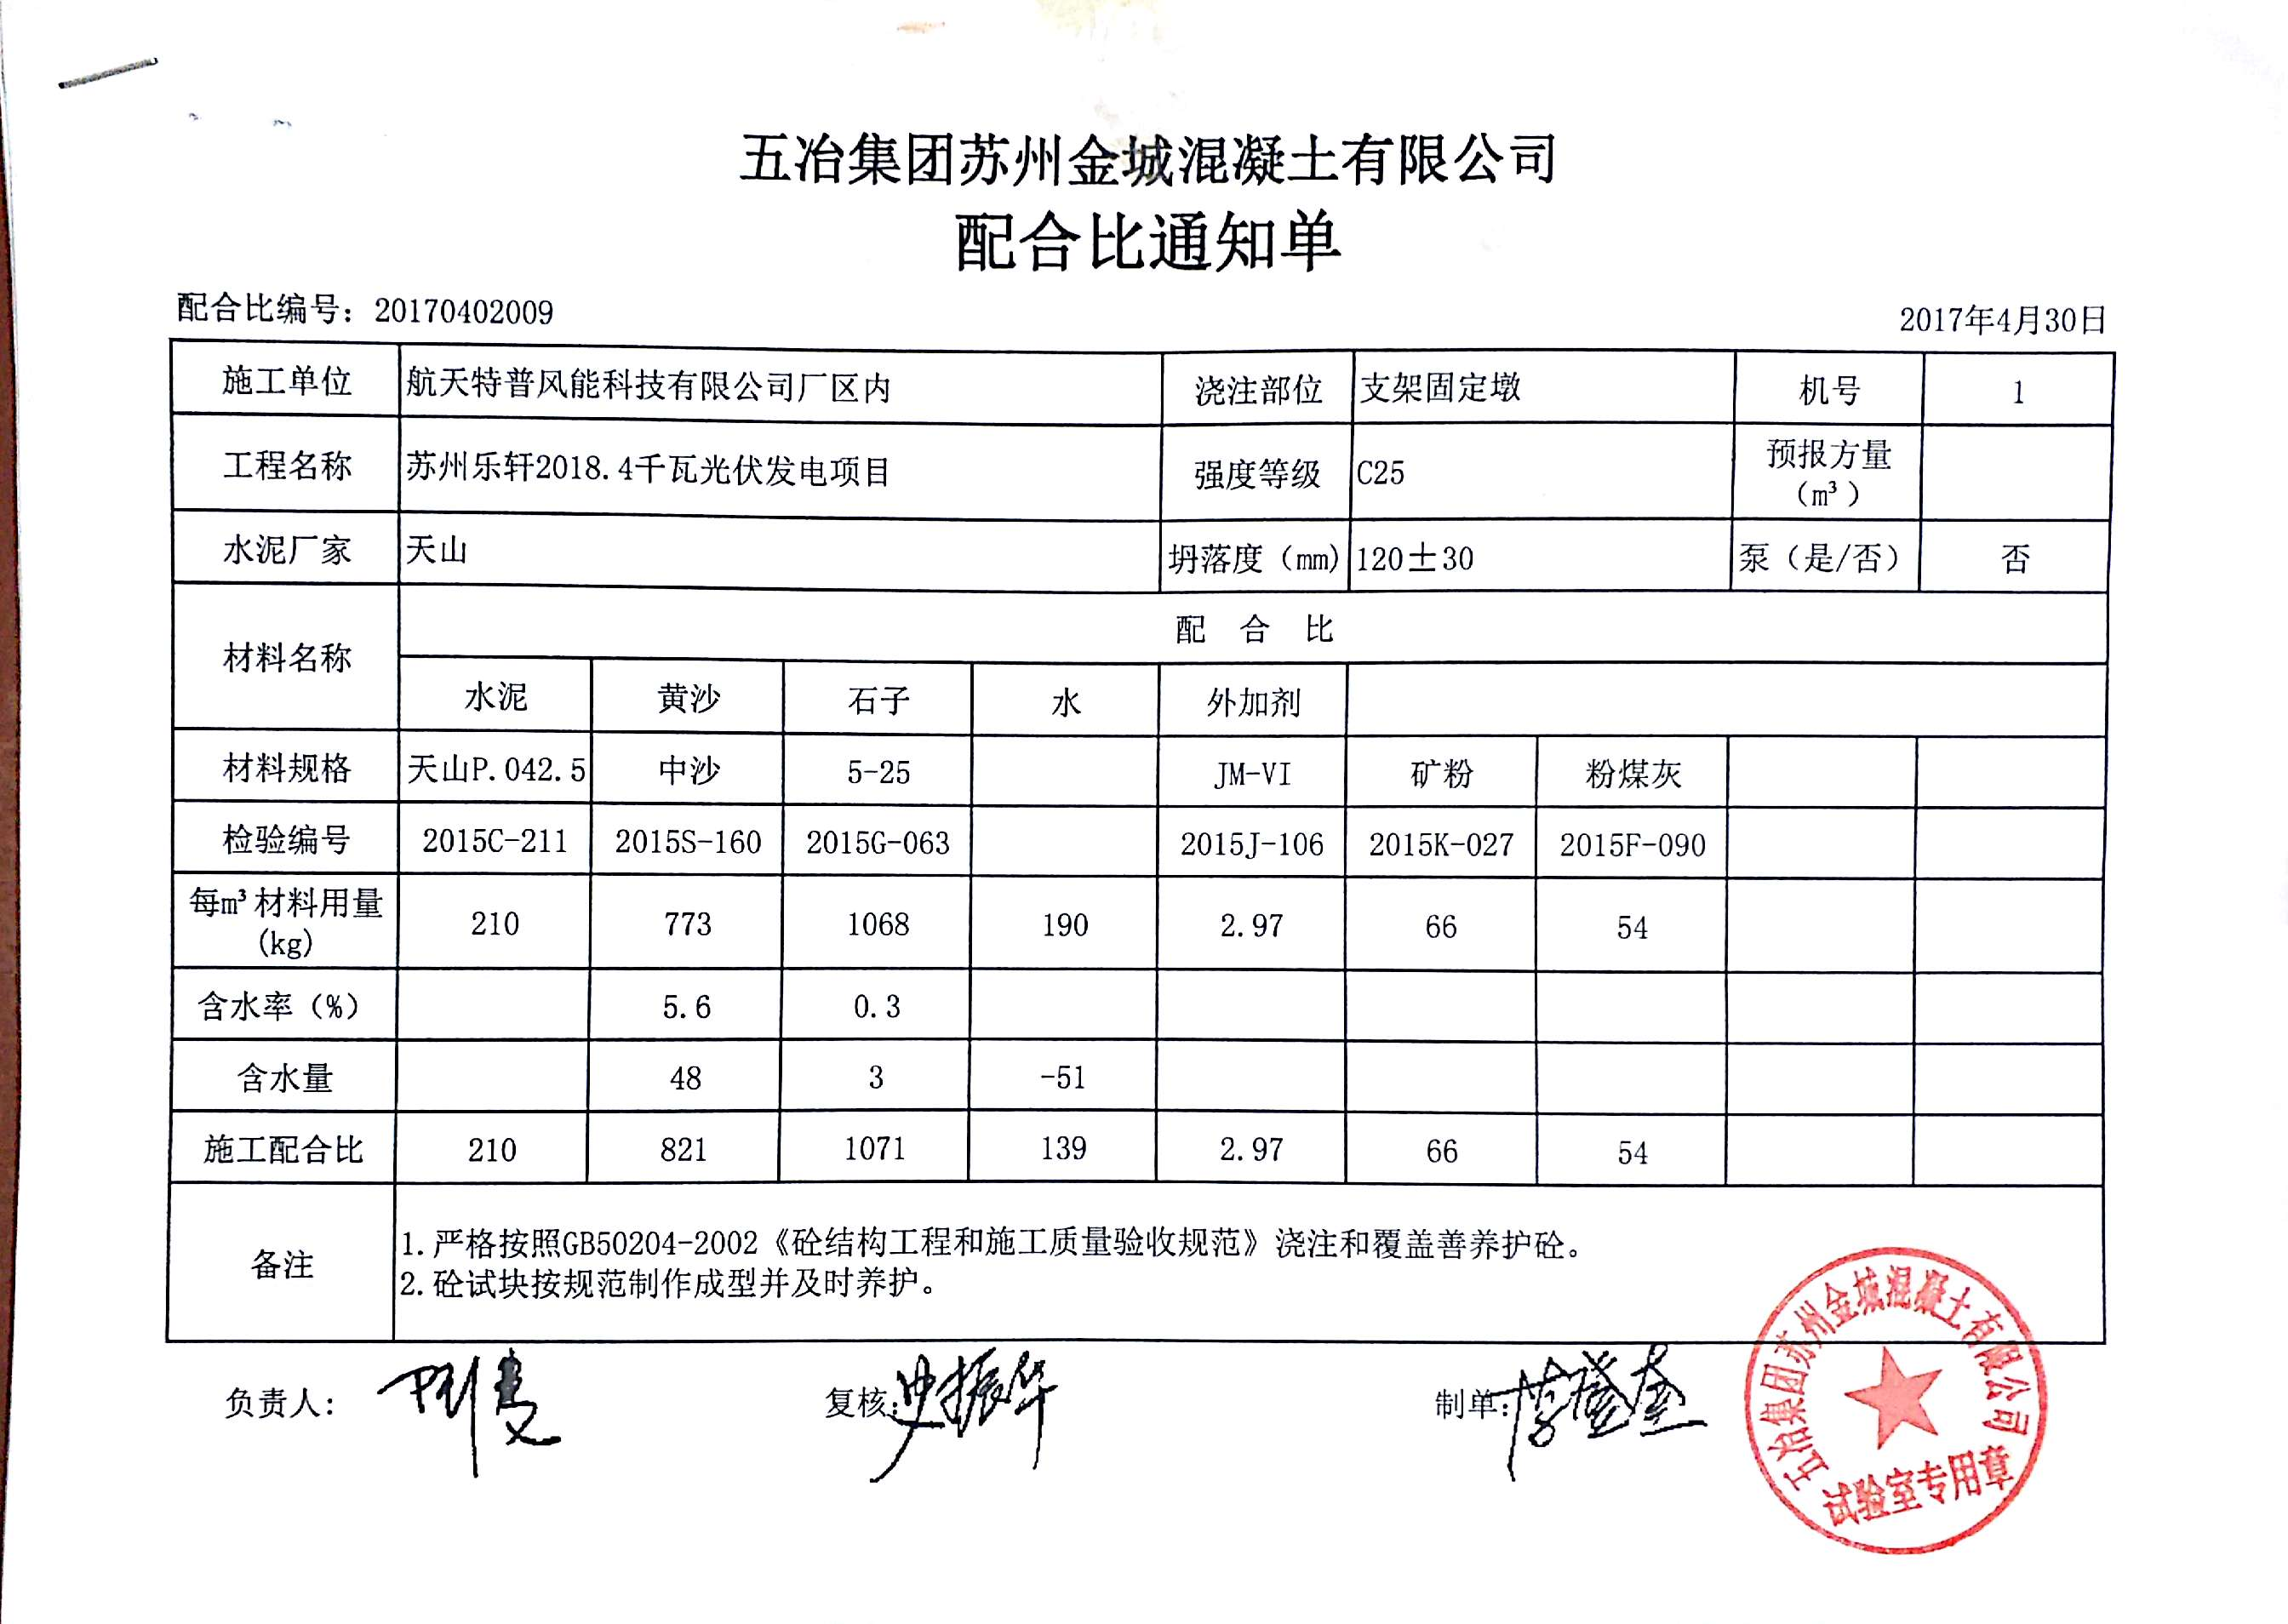 五冶集团苏州金城混凝土有限公司
配合比通知单
配合比编号：20170402009 2017年4月30日
施工单位 航天特普风能科技有限公司厂区内 浇注部位 支架固定墩 机号 1
工程名称 苏州乐轩2018.4千瓦光伏发电项目 强度等级 C25 预报方量（m³）
水泥厂家 天山 坍落度（mm) 120±30 泵（是/否） 否
材料名称 配 合 比
水泥 黄沙 石子 水 外加剂
材料规格 天山P.042.5 中沙 5-25 JM-VI 矿粉 粉煤灰
检验编号 2015C-211 2015S-160 2015G-063 2015J-106 2015K-027 2015F-090
每m³材料用量(kg) 210 773 1068 190 2.97 66 54
含水率（%） 5.6 0.3
含水量 48 3 -51
施工配合比 210 821 1071 139 2.97 66 54
备注
1.严格按照GB50204-2002《砼结构工程和施工质量验收规范》浇注和覆盖善养护砼。
2.砼试块按规范制作成型并及时养护。
负责人： 复核：史振华 制单：
五冶集团苏州金城混凝土有限公司
试验室专用章